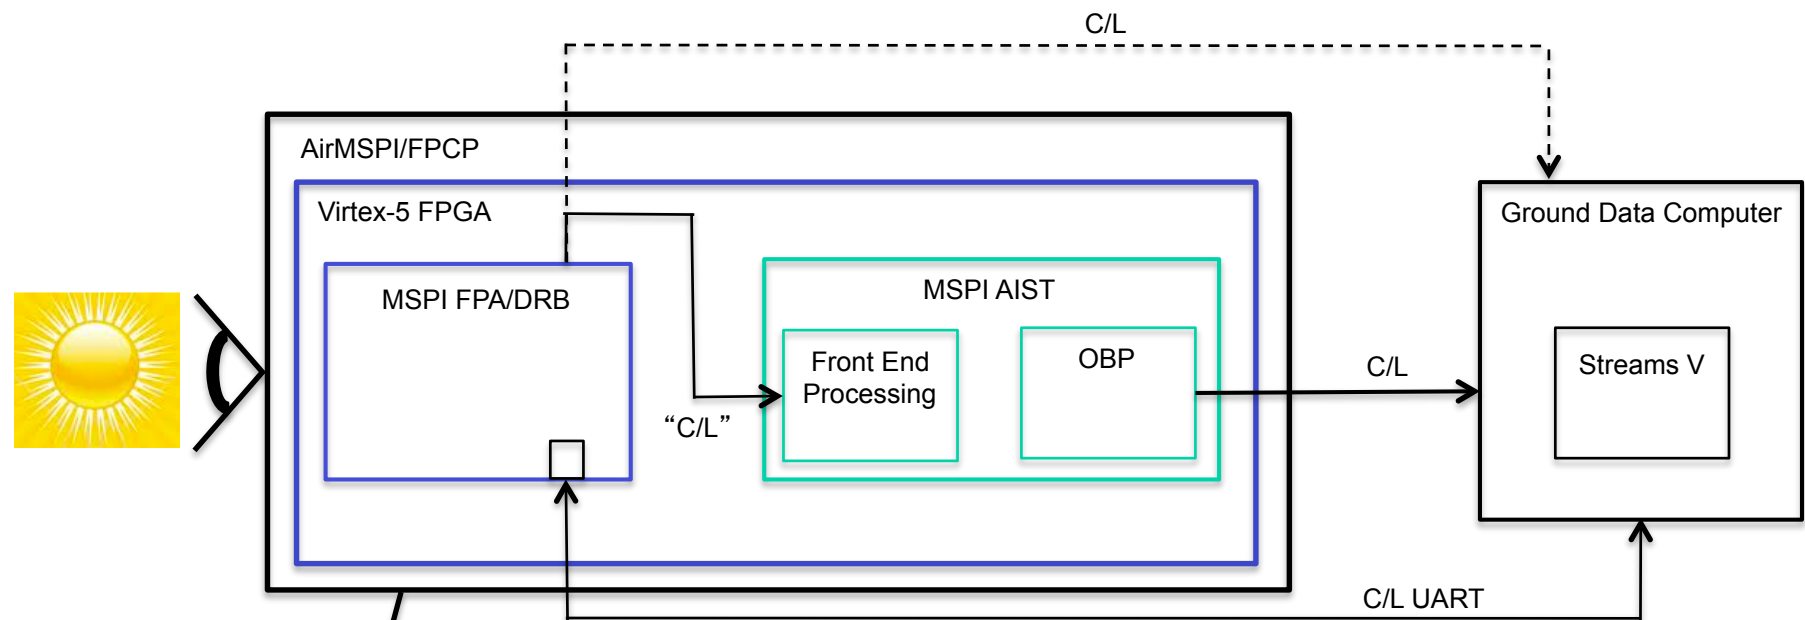 C/L
AirMSPI/FPCP
Virtex-5 FPGA
Ground Data Computer
MSPI FPA/DRB
MSPI AIST
Front End
Processing
OBP
C/L
Streams V
“C/L”
C/L UART